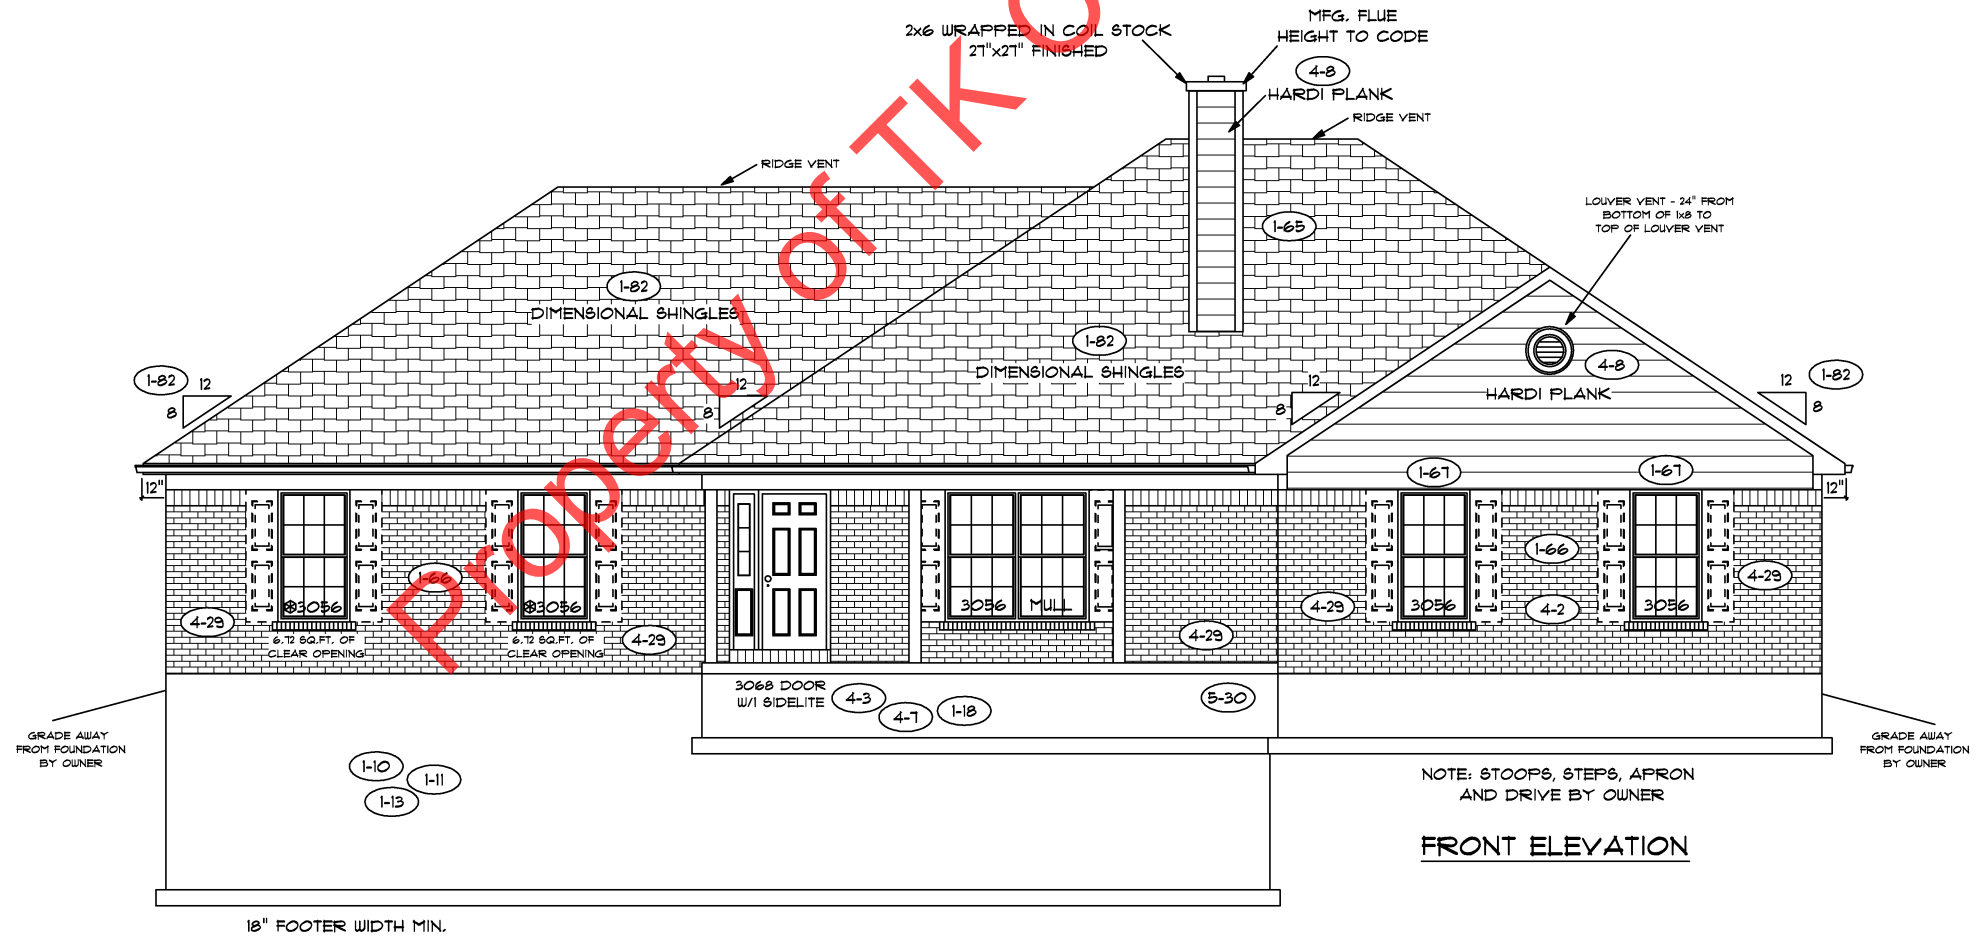 MFG. FLUE
HEIGHT TO CODE
2x6 WRAPPED IN COIL STOCK
27"x27" FINISHED
4-8
HARDI PLANK
RIDGE VENT
RIDGE VENT
LOUVER VENT - 24" FROM
BOTTOM OF 1x8 TO
TOP OF LOUVER VENT
1-65
1-82
DIMENSIONAL SHINGLES
1-82
DIMENSIONAL SHINGLES
4-8
HARDI PLANK
1-82
12
8
12
8
12
8
12
8
1-82
12"
1-67
1-67
12"
1-66
1-66
4-29
4-29
4-29
4-29
4-29
4-2
3056
3056
3056
MULL
3056
3056
6.72 SQ.FT. OF
CLEAR OPENING
6.72 SQ.FT. OF
CLEAR OPENING
3068 DOOR
W/1 SIDELITE
4-3
4-7
1-18
5-30
GRADE AWAY
FROM FOUNDATION
BY OWNER
GRADE AWAY
FROM FOUNDATION
BY OWNER
1-10
1-11
1-13
NOTE: STOOPS, STEPS, APRON
AND DRIVE BY OWNER
FRONT ELEVATION
18" FOOTER WIDTH MIN.
Property of TK